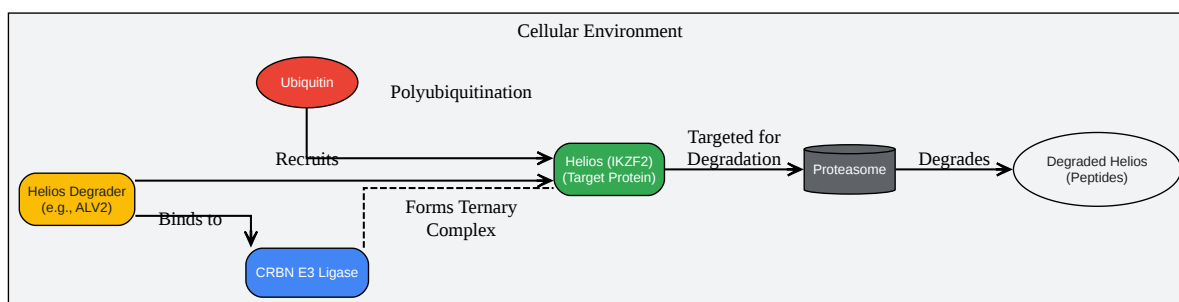 Cellular Environment
Ubiquitin
Polyubiquitination
Recruits
Helios (IKZF2)
(Target Protein)
Targeted for
Degradation
Proteasome
Degrades
Degraded Helios
(Peptides)
Helios Degrader
(e.g., ALV2)
Binds to
Forms Ternary
Complex
CRBN E3 Ligase